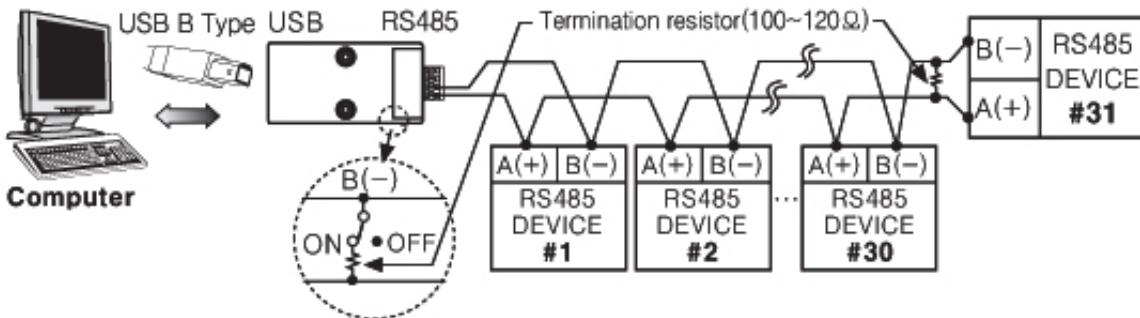 USB B Type
USB
RS485
Termination resistor(100~120Ω)
B(−)
A(+)
RS485
DEVICE
#31
Computer
A(+) B(−)
RS485
DEVICE
#1
A(+) B(−)
RS485
DEVICE
#2
...
A(+) B(−)
RS485
DEVICE
#30
B(−)
ON
OFF